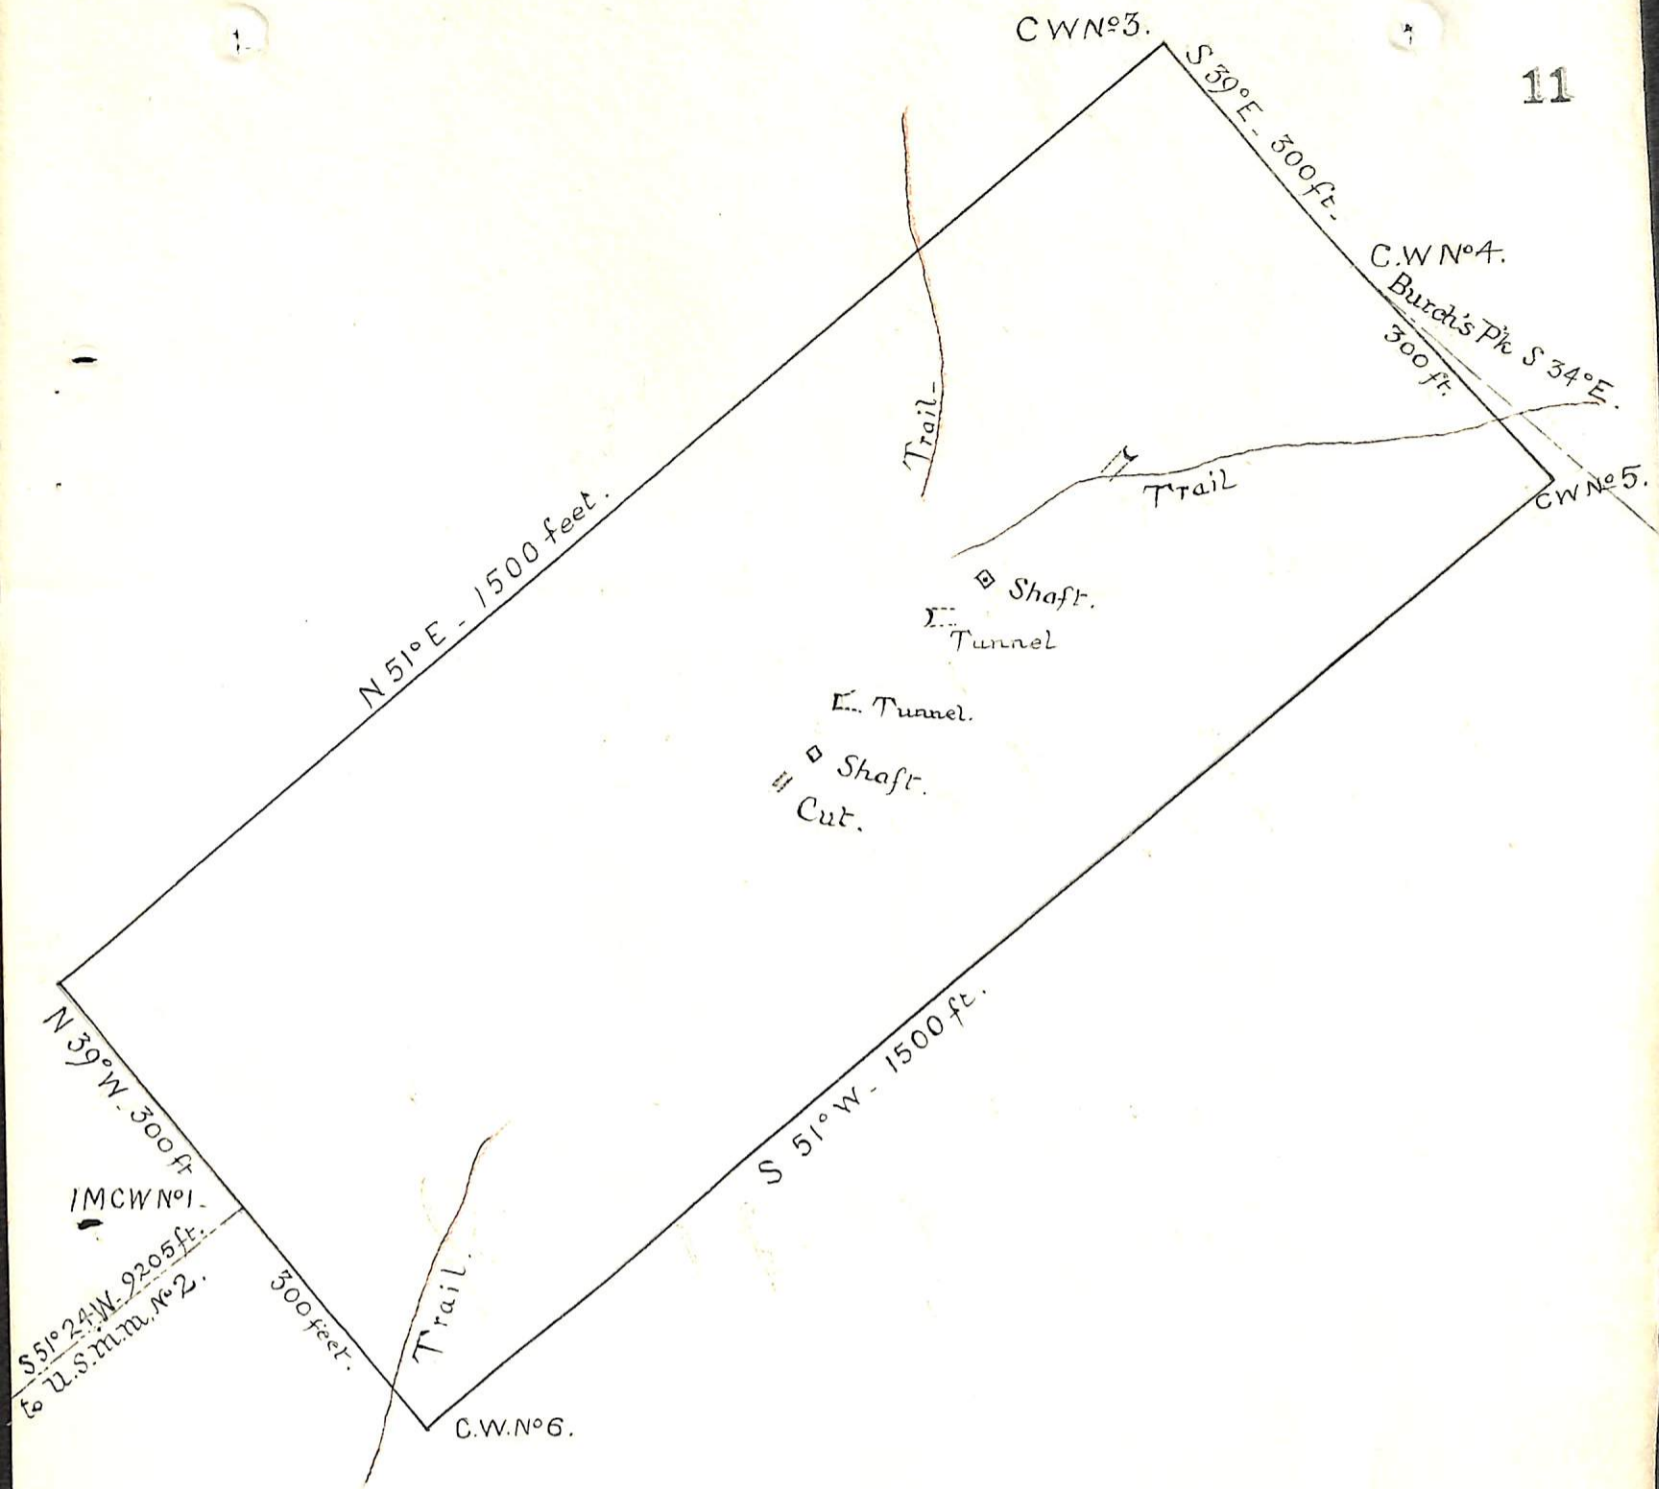 C W Nº 3.
11
S 39° E - 300 ft -
C. W Nº 4.
Burch's Pk S 34° E.
300 ft.
C W Nº 5.
Trail -
Trail
Shaft.
Tunnel
Tunnel.
Shaft.
Cut.
N 51° E - 1500 feet.
S 51° W - 1500 ft.
N 39° W - 300 ft
IMCW Nº 1.
S 51° 24' W - 9205 ft.
to U.S.M.M. Nº 2.
300 feet.
Trail.
C.W. Nº 6.